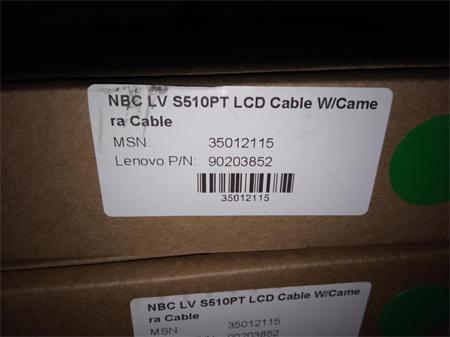 NBC LV S510PT LCD Cable W/Came
ra Cable
MSN: 35012115
Lenovo P/N: 90203852
35012115
NBC LV S510PT LCD Cable W/Came
ra Cable
MSN: 35012115